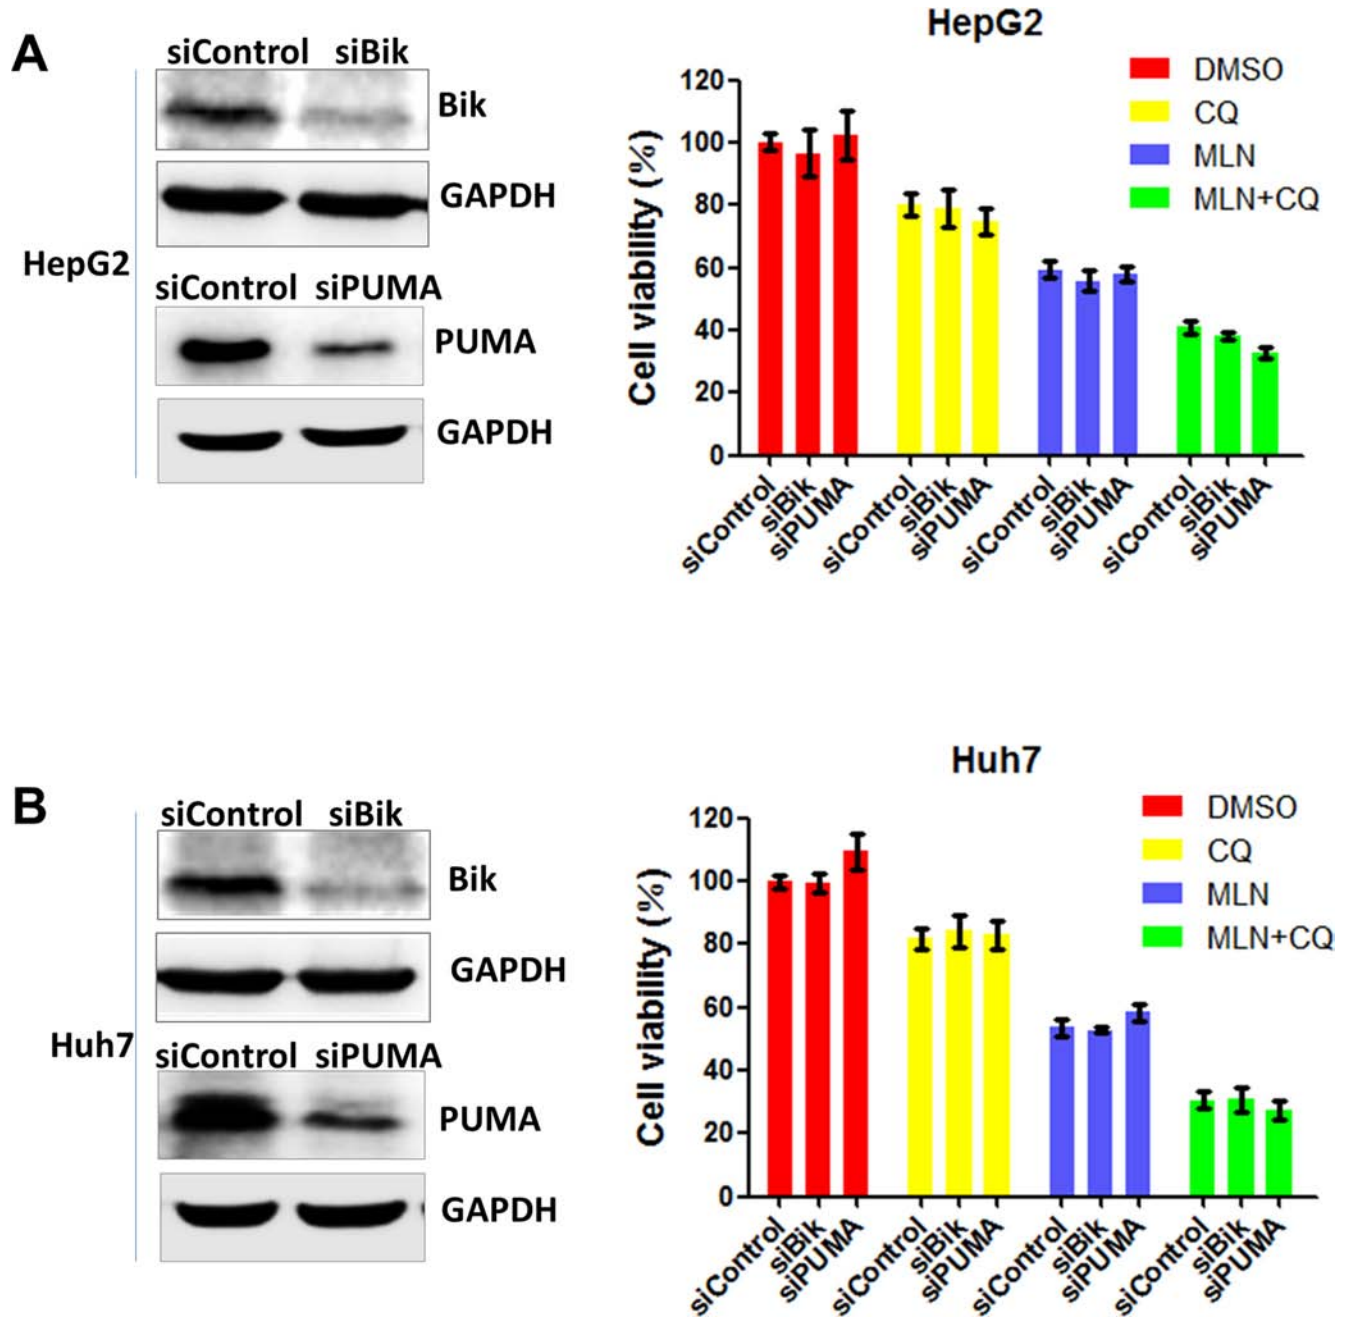 A
siControl siBik
Bik
GAPDH
HepG2
siControl siPUMA
PUMA
GAPDH
HepG2
DMSO
CQ
MLN
MLN+CQ
Cell viability (%)
120
100
80
60
40
20
0
siControl
siBik
siPUMA
siControl
siBik
siPUMA
siControl
siBik
siPUMA
siControl
siBik
siPUMA
B
siControl siBik
Bik
GAPDH
Huh7
siControl siPUMA
PUMA
GAPDH
Huh7
DMSO
CQ
MLN
MLN+CQ
Cell viability (%)
120
100
80
60
40
20
0
siControl
siBik
siPUMA
siControl
siBik
siPUMA
siControl
siBik
siPUMA
siControl
siBik
siPUMA